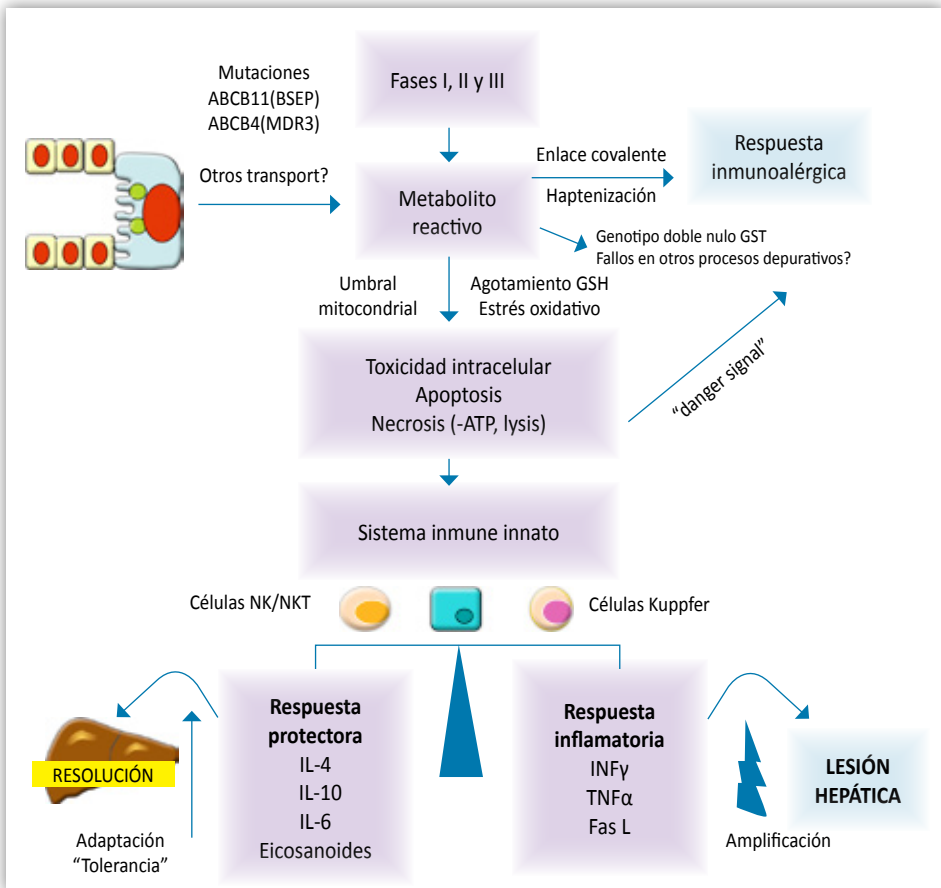 Mutaciones
ABCB11(BSEP)
ABCB4(MDR3)
Fases I, II y III
Otros transport?
Metabolito
reactivo
Enlace covalente
Haptenización
Respuesta
inmunoalérgica
Genotipo doble nulo GST
Fallos en otros procesos depurativos?
Umbral
mitocondrial
Agotamiento GSH
Estrés oxidativo
Toxicidad intracelular
Apoptosis
Necrosis (-ATP, lysis)
“danger signal”
Sistema inmune innato
Células NK/NKT
Células Kuppfer
Respuesta
protectora
IL-4
IL-10
IL-6
Eicosanoides
Respuesta
inflamatoria
INFγ
TNFα
Fas L
RESOLUCIÓN
Adaptación
“Tolerancia”
Amplificación
LESIÓN
HEPÁTICA